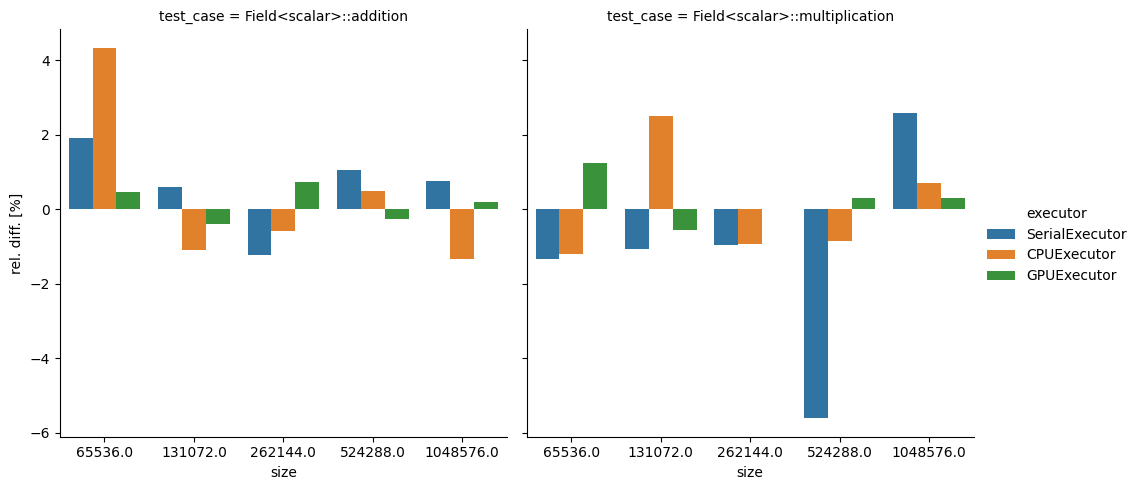 test_case = Field<scalar>::addition
test_case = Field<scalar>::multiplication
rel. diff. [%]
4
2
0
−2
−4
−6
65536.0 131072.0 262144.0 524288.0 1048576.0
size
65536.0 131072.0 262144.0 524288.0 1048576.0
size
executor
SerialExecutor
CPUExecutor
GPUExecutor